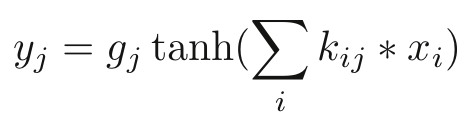 y_j = g_j tanh(∑_i k_{ij} * x_i)